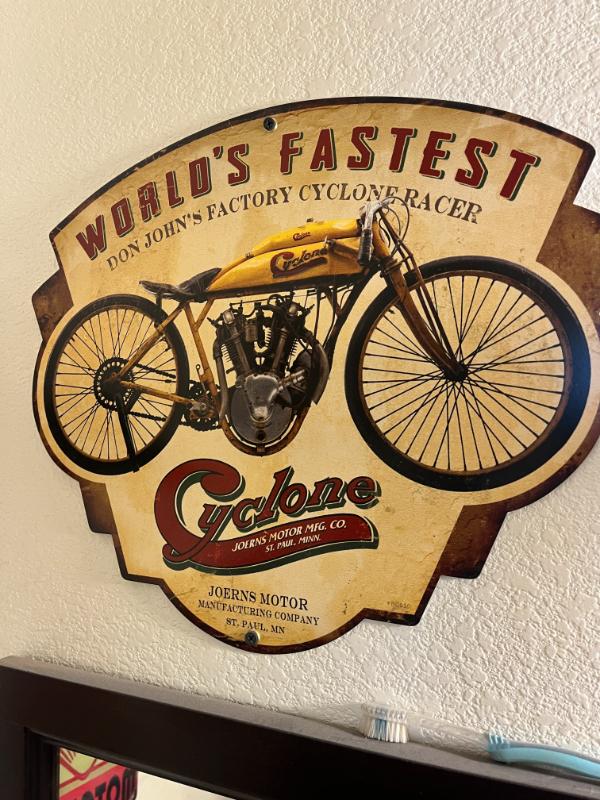 WORLD'S FASTEST
DON JOHN'S FACTORY CYCLONE RACER
Cyclone
Cyclone
JOERNS MOTOR MFG. CO.
ST. PAUL, MINN.
JOERNS MOTOR
MANUFACTURING COMPANY
ST. PAUL, MN